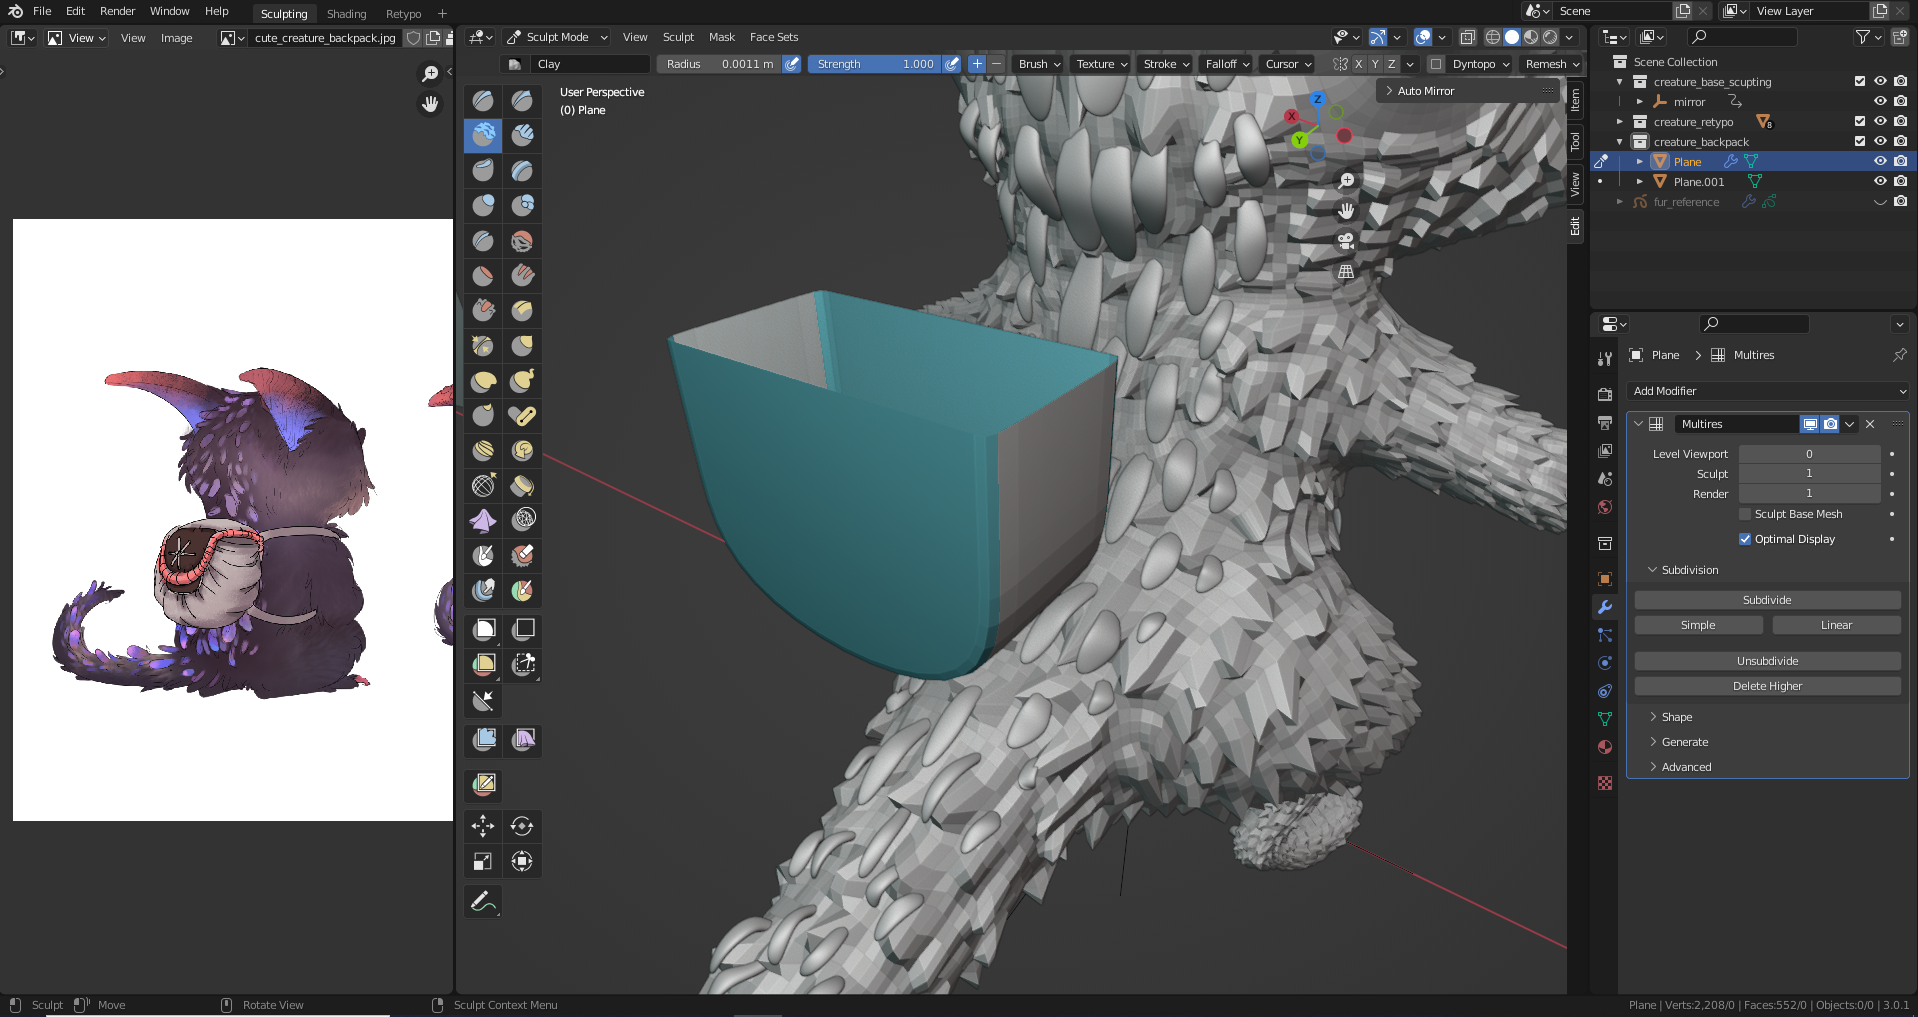 File Edit Render Window Help Sculpting Shading Retypo + Scene View Layer
View View Image cute_creature_backpack.jpg Sculpt Mode View Sculpt Mask Face Sets
Clay Radius 0.0011 m Strength 1.000 Brush Texture Stroke Falloff Cursor X Y Z Dyntopo Remesh
User Perspective
(0) Plane
Auto Mirror
Z
X
Y
Item
Tool
View
Edit
Scene Collection
creature_base_scupting
mirror
creature_retypo 8
creature_backpack
Plane
Plane.001
fur_reference
Plane > Multires
Add Modifier
Multires
Level Viewport 0
Sculpt 1
Render 1
Sculpt Base Mesh
Optimal Display
Subdivision
Subdivide
Simple Linear
Unsubdivide
Delete Higher
Shape
Generate
Advanced
Sculpt Move Rotate View Sculpt Context Menu Plane | Verts:2,208/0 | Faces:552/0 | Objects:0/0 | 3.0.1